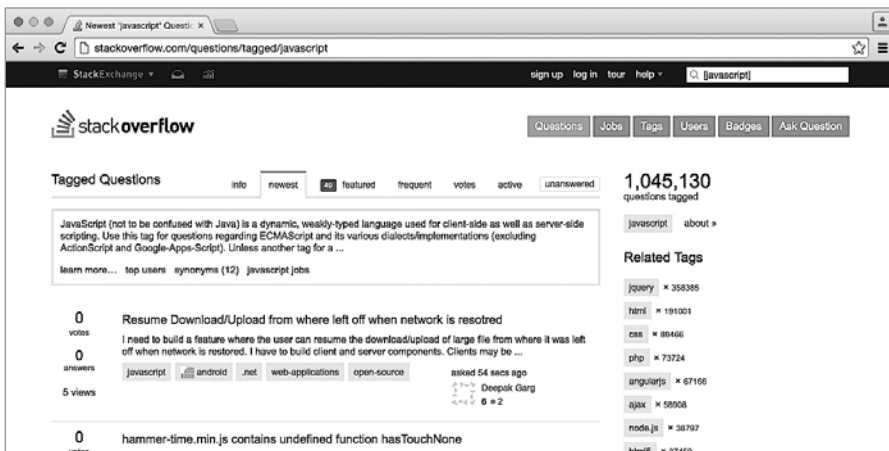 Newest 'javascript' Questic
stackoverflow.com/questions/tagged/javascript
StackExchange sign up log in tour help [javascript]
stackoverflow
Questions Jobs Tags Users Badges Ask Question
Tagged Questions info newest 49 featured frequent votes active unanswered
1,045,130
questions tagged
javascript about »
JavaScript (not to be confused with Java) is a dynamic, weakly-typed language used for client-side as well as server-side
scripting. Use this tag for questions regarding ECMAScript and its various dialects/implementations (excluding
ActionScript and Google-Apps-Script). Unless another tag for a ...
learn more... top users synonyms (12) javascript jobs
0
votes
0
answers
5 views
Resume Download/Upload from where left off when network is resotred
I need to build a feature where the user can resume the download/upload of large file from where it was left
off when network is restored. I have to build client and server components. Clients may be ...
javascript android .net web-applications open-source
asked 54 secs ago
Deepak Garg
6 2
0
votes
hammer-time.min.js contains undefined function hasTouchNone
Related Tags
jquery × 358385
html × 191001
css × 88466
php × 73724
angularjs × 67166
ajax × 58908
node.js × 38797